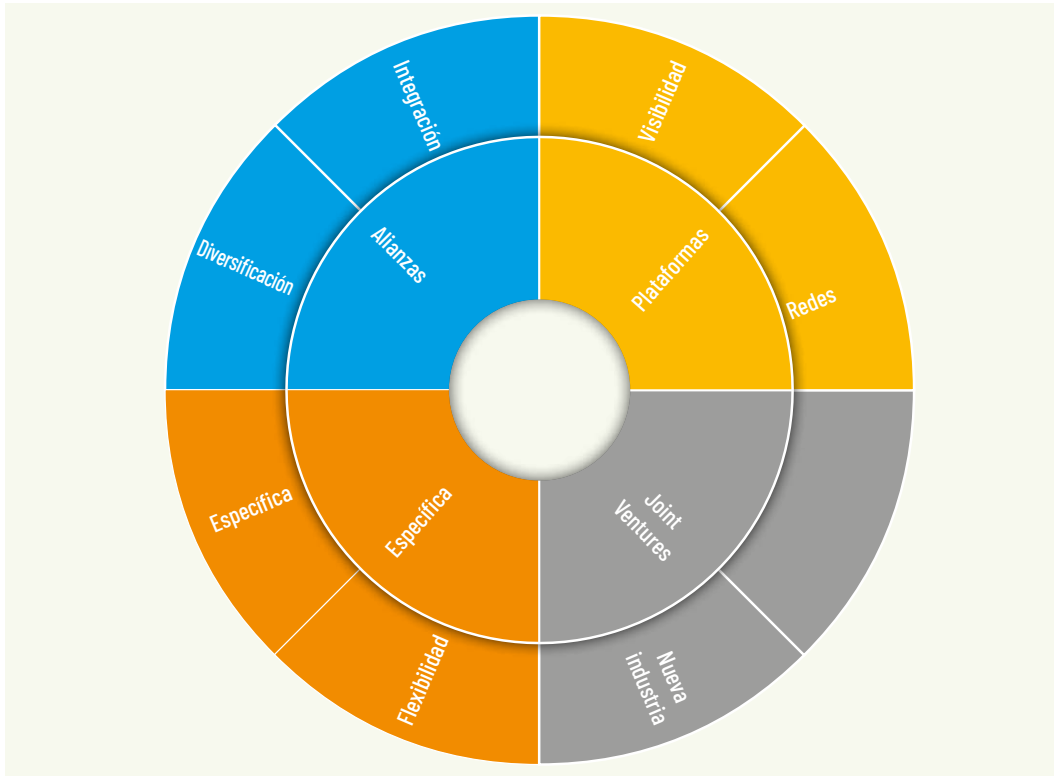 Integración
Visibilidad
Diversificación
Alianzas
Plataformas
Redes
Específica
Específica
Joint
Ventures
Flexibilidad
Nueva
industria